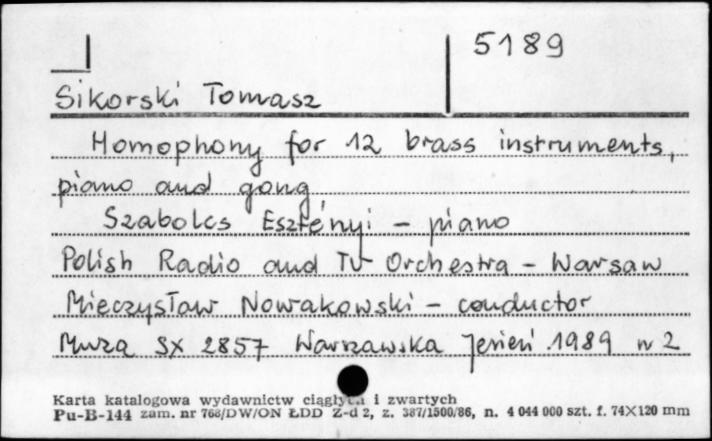 5189
Sikorski Tomasz
Homophony for 12 brass instruments,
piano and gong
Szabolcs Esztényi - piano
Polish Radio and TV Orchestra - Warsaw
Mieczysław Nowakowski - conductor
Muza SX 2857 Warszawska Jesień 1989 nr 2
Karta katalogowa wydawnictw ciągłych i zwartych
Pu-B-144 zam. nr 768/DW/ON ŁDD Z-d 2, z. 387/1500/86, n. 4 044 000 szt. f. 74X120 mm